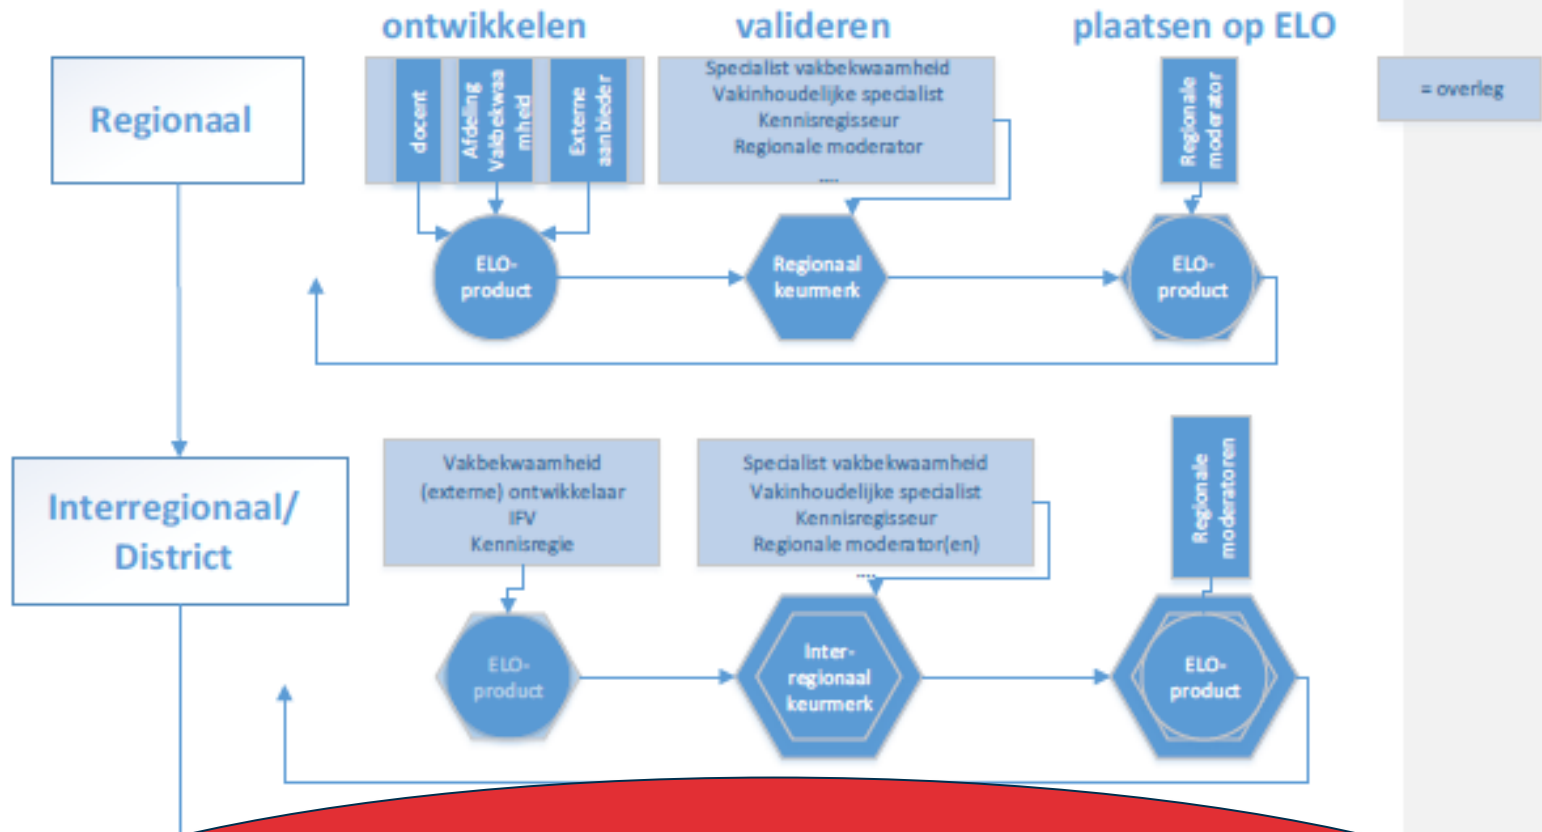 ontwikkelen
valideren
plaatsen op ELO
Regionaal
docent
Afdeling
Vakbekwaa
mheid
Externe
aanbieder
Specialist vakbekwaamheid
Vakinhoudelijke specialist
Kennisregisseur
Regionale moderator
....
Regionale
moderator
= overleg
ELO-
product
Regionaal
keurmerk
ELO-
product
Interregionaal/
District
Vakbekwaamheid
(externe) ontwikkelaar
IFV
Kennisregie
Specialist vakbekwaamheid
Vakinhoudelijke specialist
Kennisregisseur
Regionale moderator(en)
....
Regionale
moderatoren
ELO-
product
Inter-
regionaal
keurmerk
ELO-
product